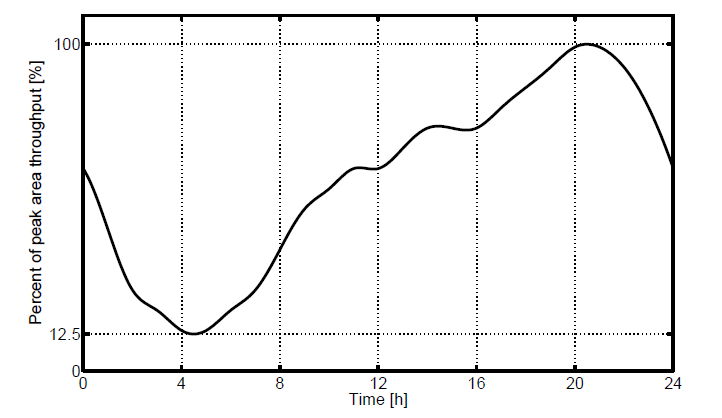 Percent of peak area throughput [%]
100
12.5
0
0 4 8 12 16 20 24
Time [h]